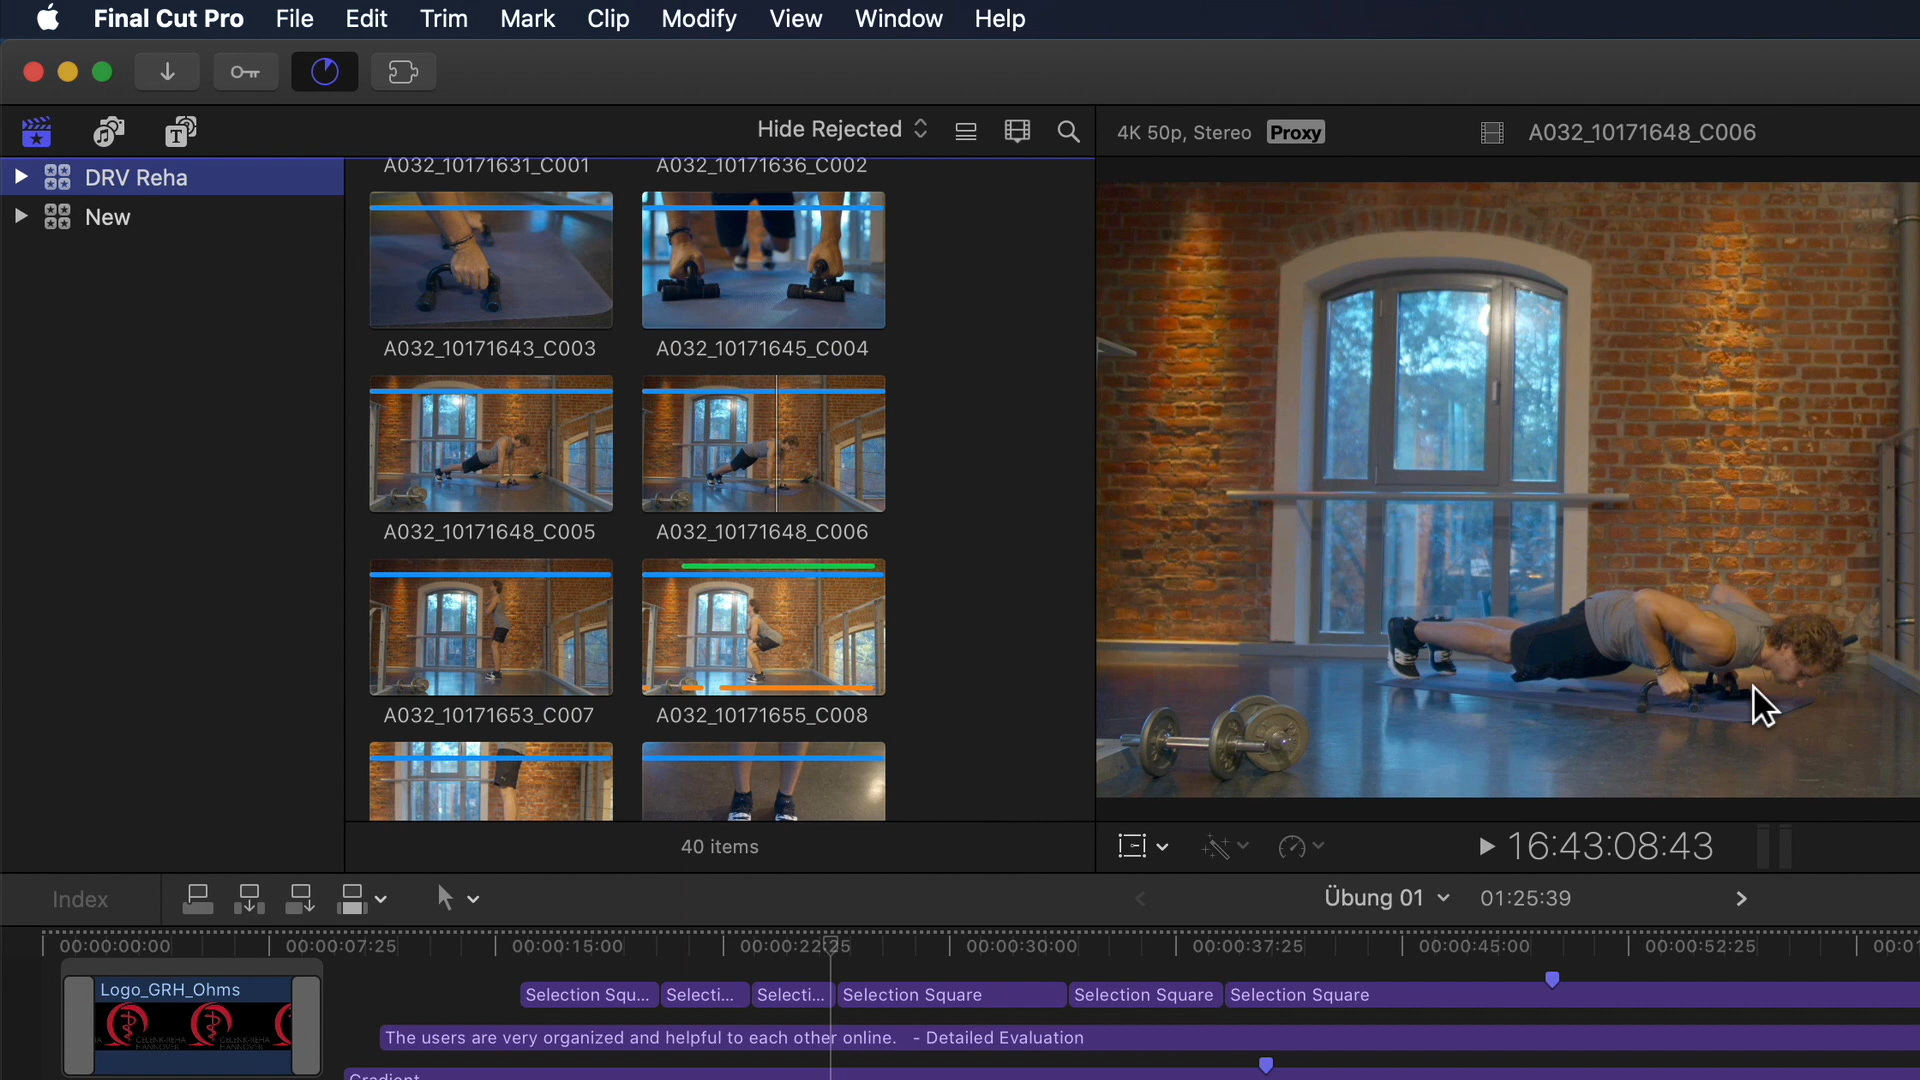 Final Cut Pro File Edit Trim Mark Clip Modify View Window Help
Hide Rejected
4K 50p, Stereo Proxy
A032_10171648_C006
DRV Reha
New
A032_10171631_C001
A032_10171636_C002
A032_10171643_C003
A032_10171645_C004
A032_10171648_C005
A032_10171648_C006
A032_10171653_C007
A032_10171655_C008
40 items
16:43:08:43
Index
Übung 01
01:25:39
00:00:00:00
00:00:07:25
00:00:15:00
00:00:22:25
00:00:30:00
00:00:37:25
00:00:45:00
00:00:52:25
00:0
Logo_GRH_Ohms
Selection Squ...
Selecti...
Selecti...
Selection Square
Selection Square
Selection Square
The users are very organized and helpful to each other online. - Detailed Evaluation
Gradient